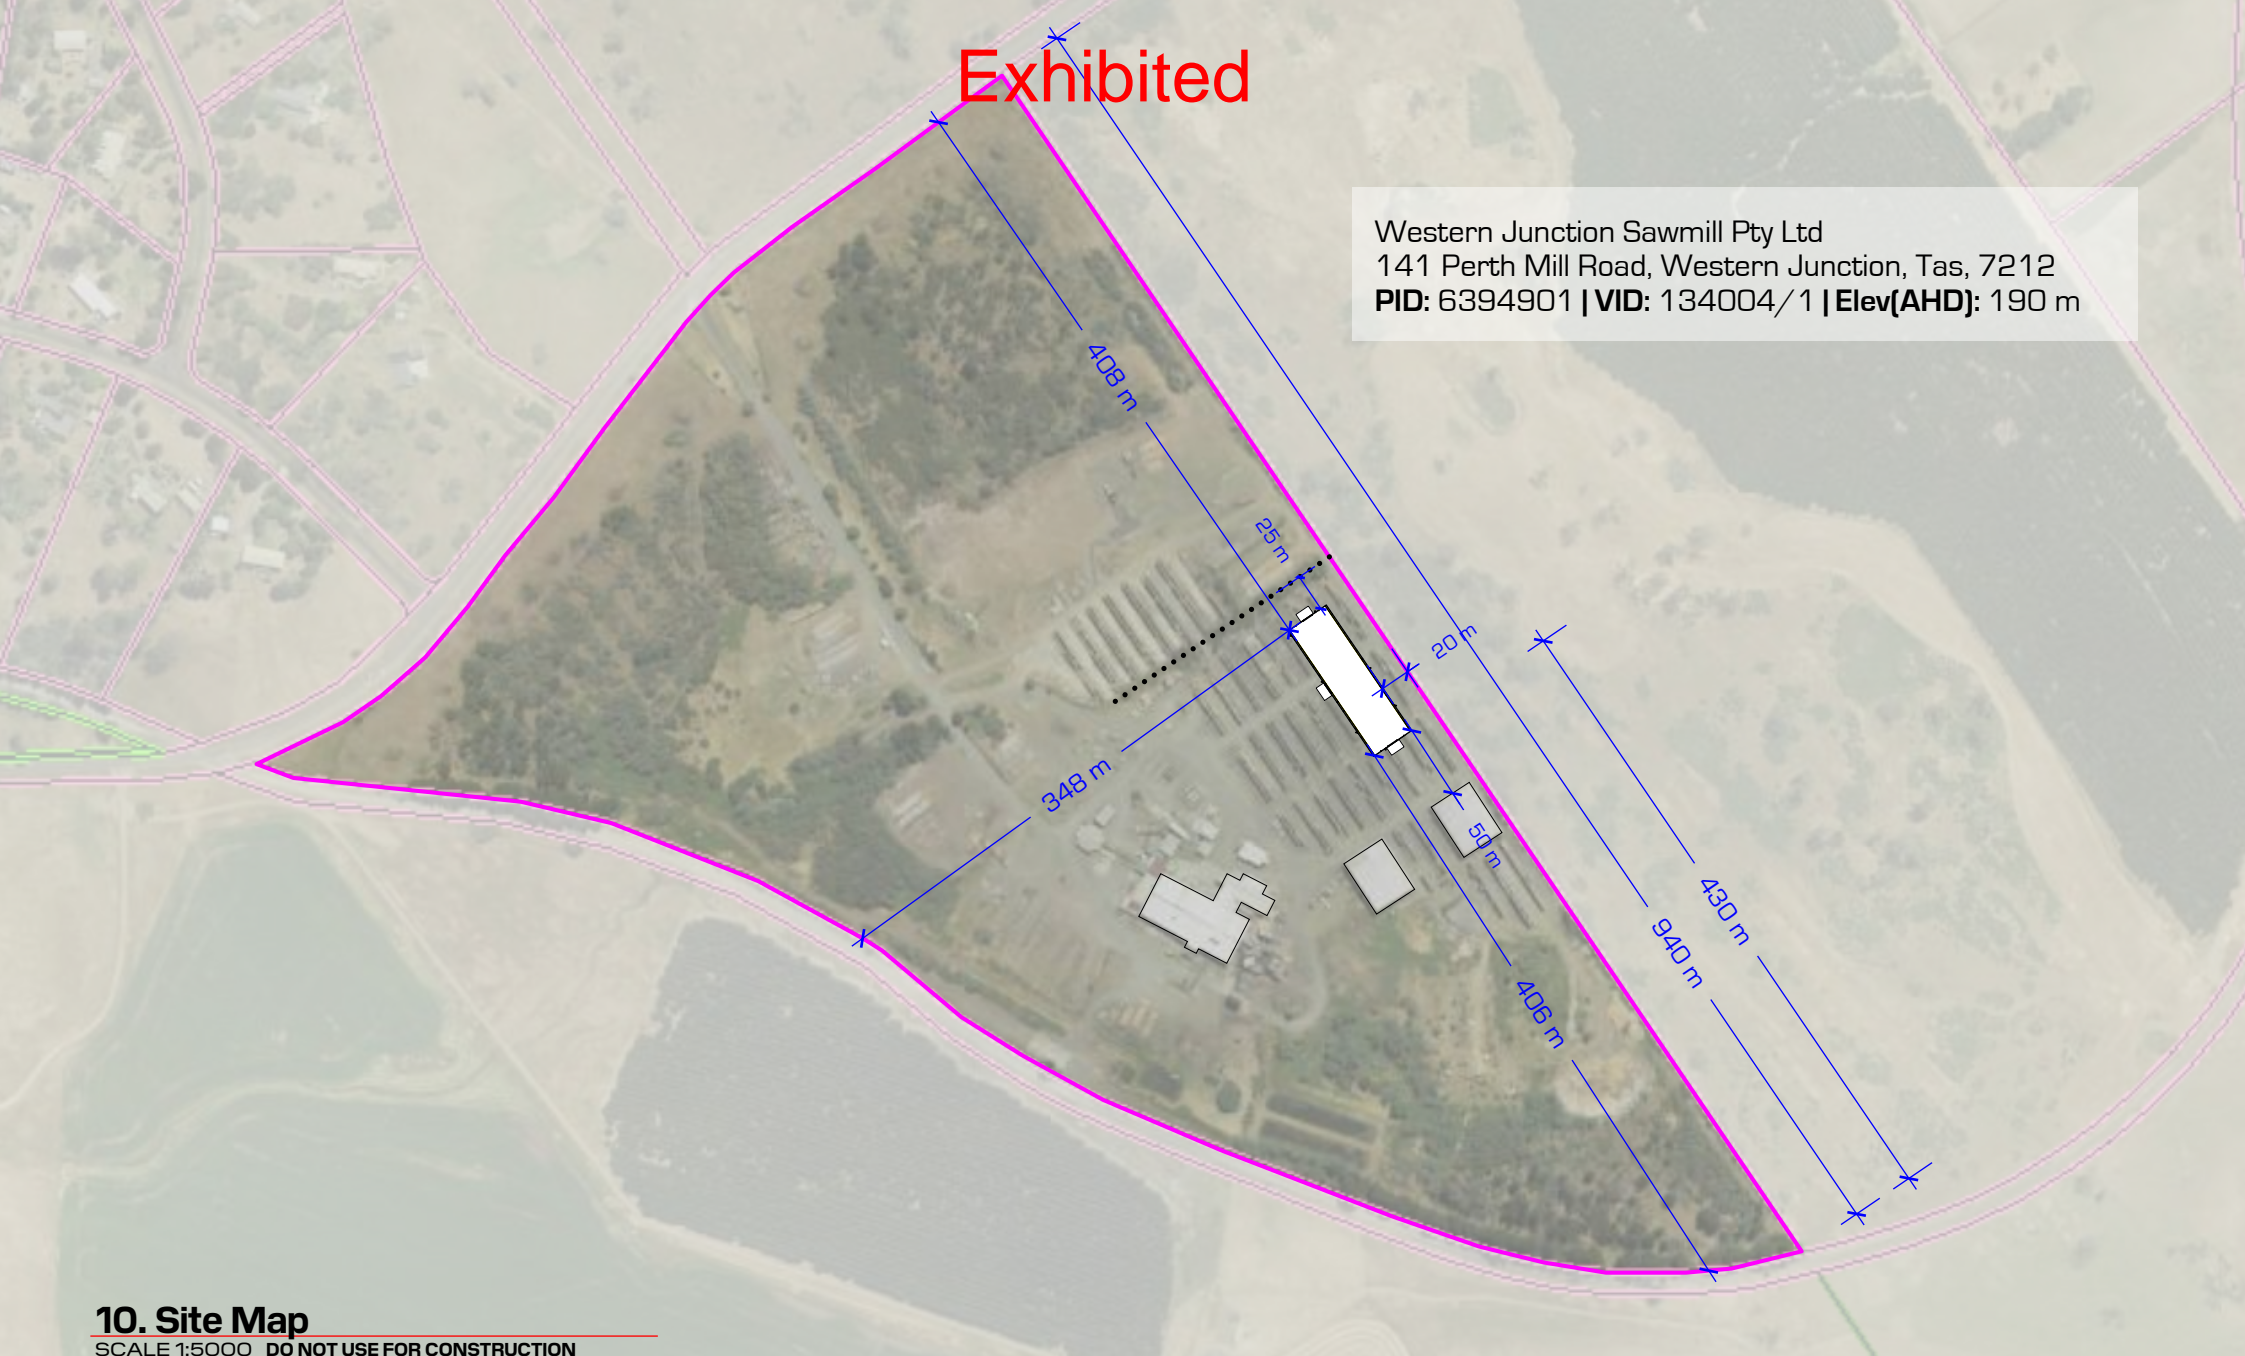 Exhibited
Western Junction Sawmill Pty Ltd
141 Perth Mill Road, Western Junction, Tas, 7212
PID: 6394901 | VID: 134004/1 | Elev(AHD): 190 m
408 m
25 m
20 m
348 m
50 m
430 m
940 m
406 m
10. Site Map
SCALE 1:5000 DO NOT USE FOR CONSTRUCTION